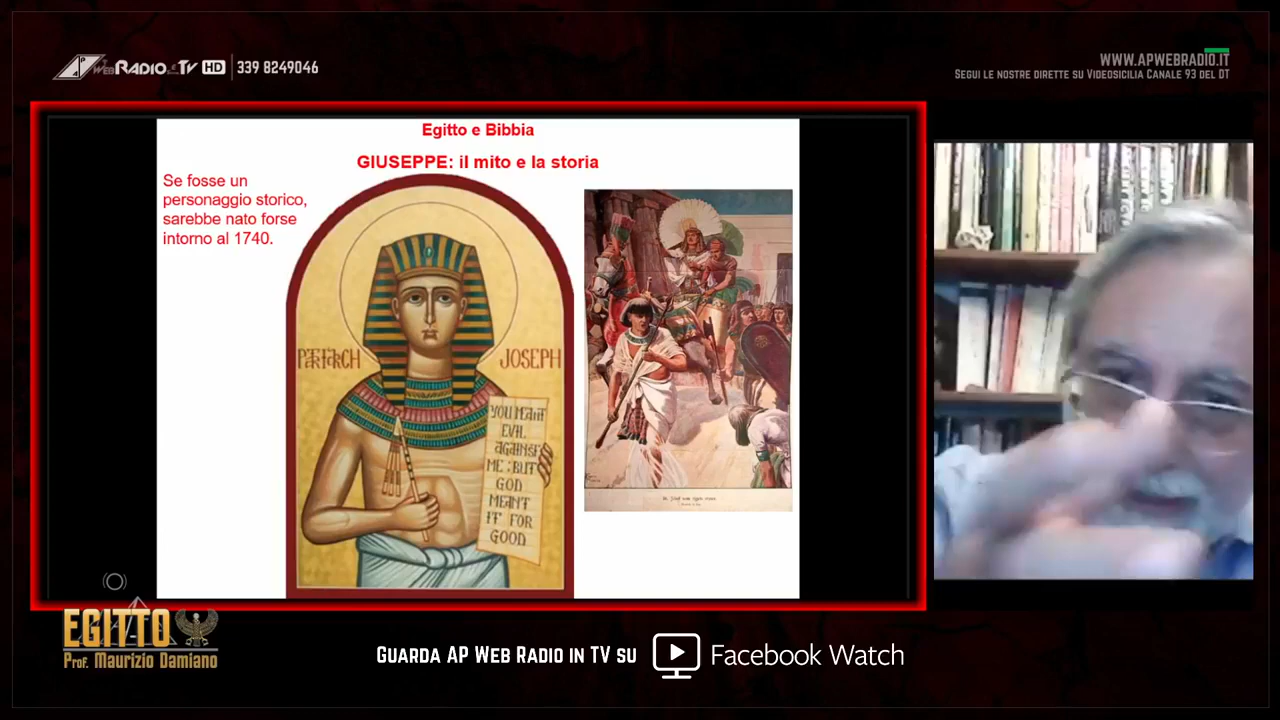 AP WEB RADIO E TV HD 339 8249046
WWW.APWEBRADIO.IT
SEGUI LE NOSTRE DIRETTE SU VIDEOSICILIA CANALE 93 DEL DT
Egitto e Bibbia
GIUSEPPE: il mito e la storia
Se fosse un
personaggio storico,
sarebbe nato forse
intorno al 1740.
JOSEPH
YOU MEANT
EVIL
AGAINST
ME; BUT
GOD
MEANT
IT FOR
GOOD
EGITTO
PROF. MAURIZIO DAMIANO
GUARDA AP WEB RADIO IN TV SU
Facebook Watch